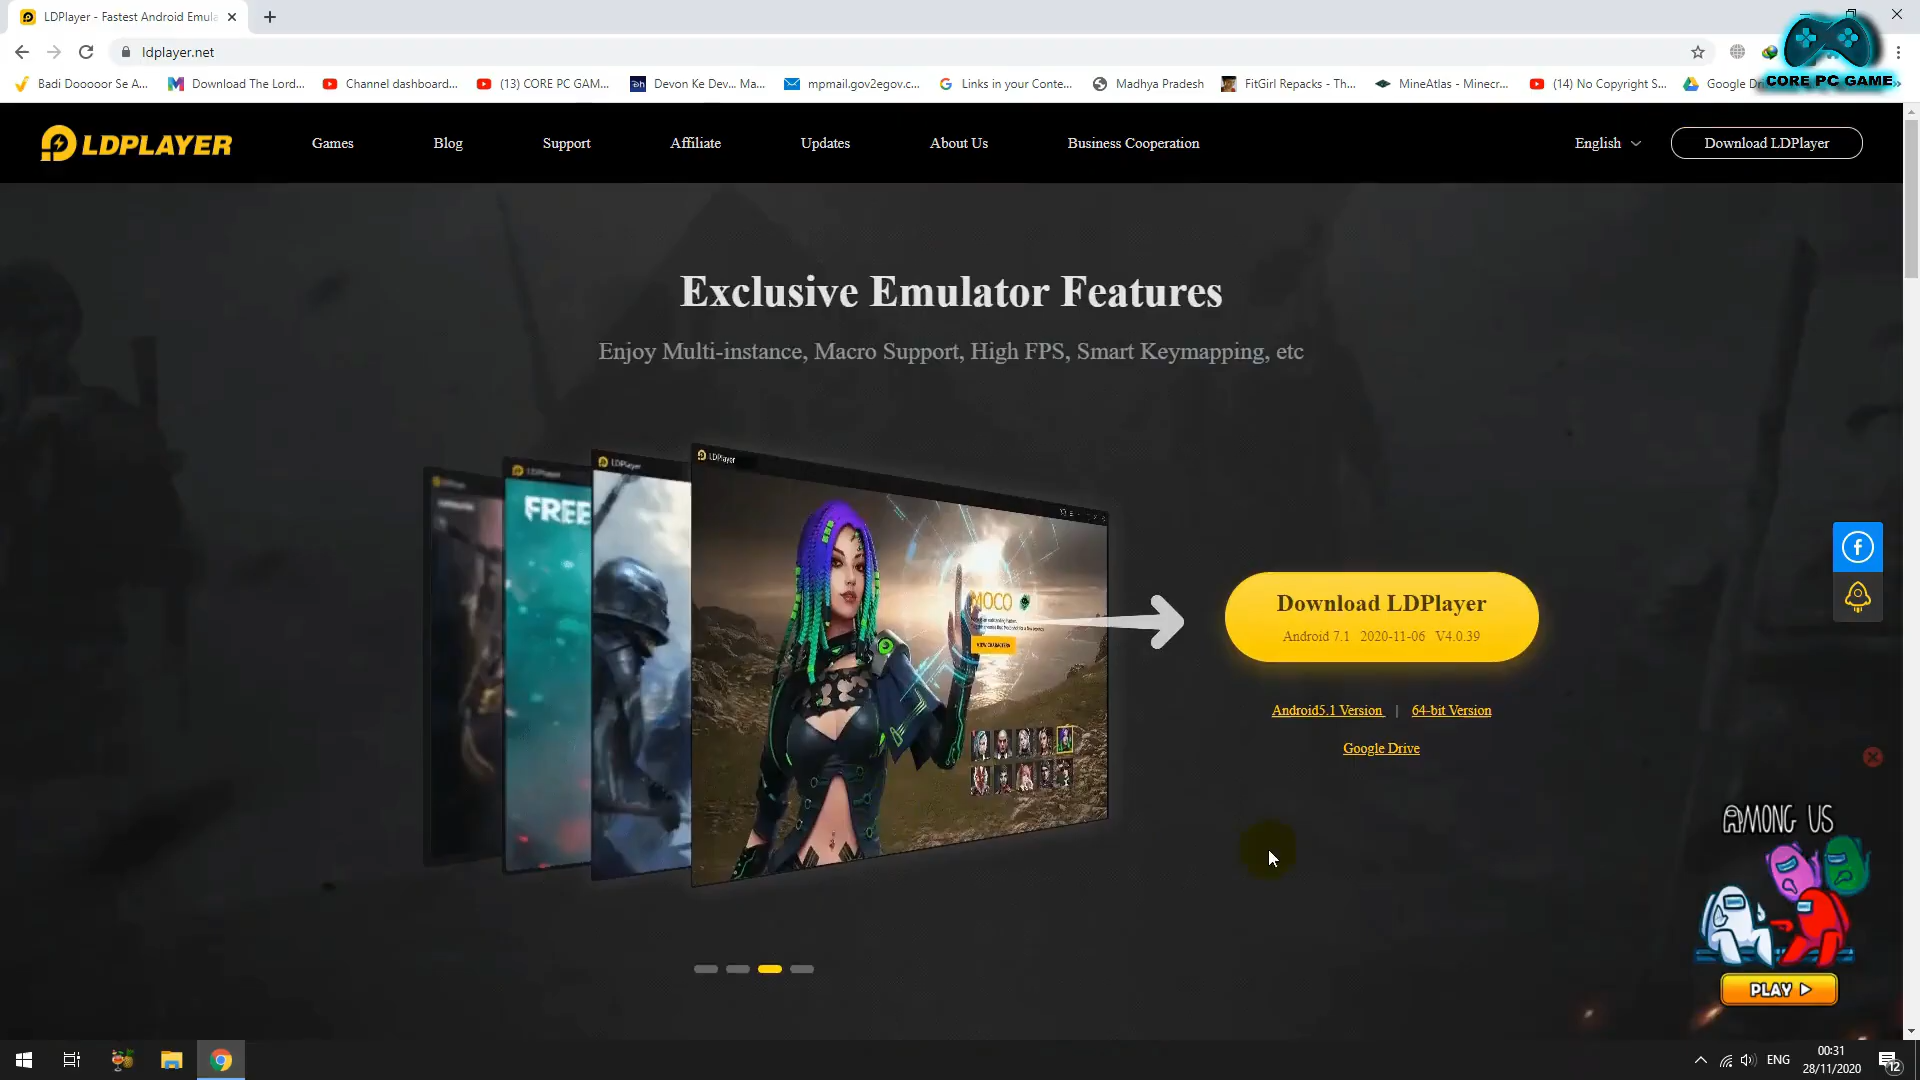 LDPlayer - Fastest Android Emula
ldplayer.net
CORE PC GAME
Badi Dooooor Se A...
Download The Lord...
Channel dashboard...
(13) CORE PC GAM...
Devon Ke Dev... Ma...
mpmail.gov2egov.c...
Links in your Conte...
Madhya Pradesh
FitGirl Repacks - Th...
MineAtlas - Minecr...
(14) No Copyright S...
Google Dr
LDPLAYER
Games
Blog
Support
Affiliate
Updates
About Us
Business Cooperation
English
Download LDPlayer
Exclusive Emulator Features
Enjoy Multi-instance, Macro Support, High FPS, Smart Keymapping, etc
LDPlayer
LDPlayer
LDPlayer
FREE
MOCO
VIEW CHARACTERS
Download LDPlayer
Android 7.1 2020-11-06 V4.0.39
Android5.1 Version | 64-bit Version
Google Drive
AMONG US
PLAY
ENG
00:31
28/11/2020
12